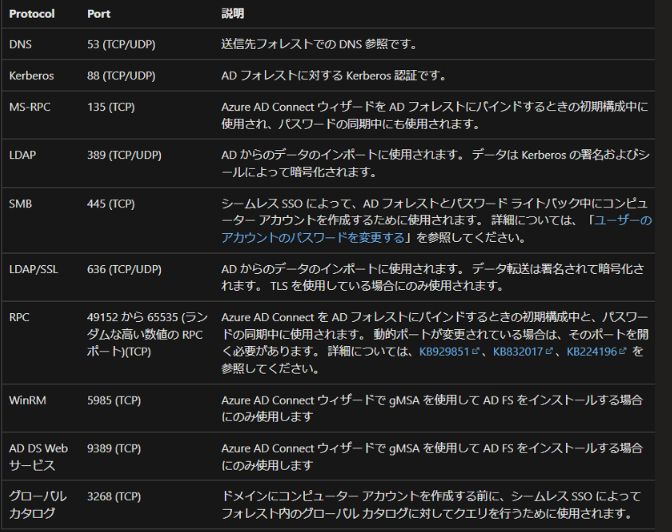 Protocol Port 説明
DNS 53 (TCP/UDP) 送信先フォレストでの DNS 参照です。
Kerberos 88 (TCP/UDP) AD フォレストに対する Kerberos 認証です。
MS-RPC 135 (TCP) Azure AD Connect ウィザードを AD フォレストにバインドするときの初期構成中に
使用され、パスワードの同期中にも使用されます。
LDAP 389 (TCP/UDP) AD からのデータのインポートに使用されます。 データは Kerberos の署名およびシ
ールによって暗号化されます。
SMB 445 (TCP) シームレス SSO によって、AD フォレストとパスワード ライトバック中にコンピュ
ーター アカウントを作成するために使用されます。 詳細については、「ユーザーの
アカウントのパスワードを変更する」を参照してください。
LDAP/SSL 636 (TCP/UDP) AD からのデータのインポートに使用されます。 データ転送は署名されて暗号化さ
れます。 TLS を使用している場合にのみ使用されます。
RPC 49152 から 65535 (ラン Azure AD Connect を AD フォレストにバインドするときの初期構成中と、パスワー
ダムな高い数値の RPC ドの同期中に使用されます。 動的ポートが変更されている場合は、そのポートを開
ポート)(TCP) く必要があります。 詳細については、KB929851 、KB832017 、KB224196 を
参照してください。
WinRM 5985 (TCP) Azure AD Connect ウィザードで gMSA を使用して AD FS をインストールする場合
にのみ使用します
AD DS Web 9389 (TCP) Azure AD Connect ウィザードで gMSA を使用して AD FS をインストールする場合
サービス にのみ使用します
グローバル 3268 (TCP) ドメインにコンピューター アカウントを作成する前に、シームレス SSO によって
カタログ フォレスト内のグローバル カタログに対してクエリを行うために使用されます。